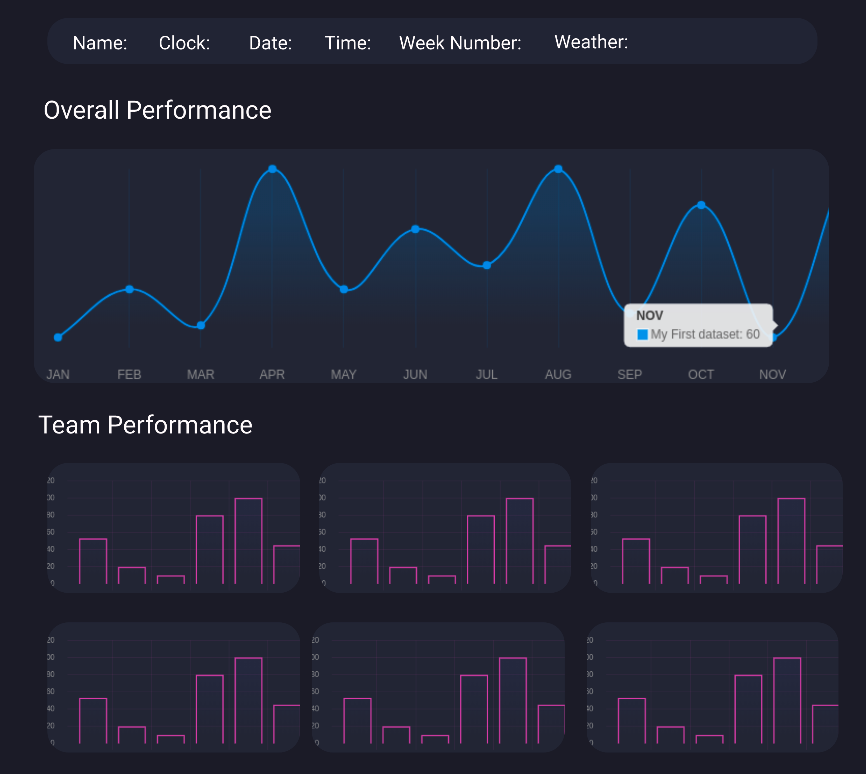 Name: Clock: Date: Time: Week Number: Weather:
Overall Performance
NOV
My First dataset: 60
JAN FEB MAR APR MAY JUN JUL AUG SEP OCT NOV
Team Performance
20 20 20
00 00 00
80 80 80
60 60 60
40 40 40
20 20 20
0 0 0
20 20 20
00 00 00
80 80 80
60 60 60
40 40 40
20 20 20
0 0 0